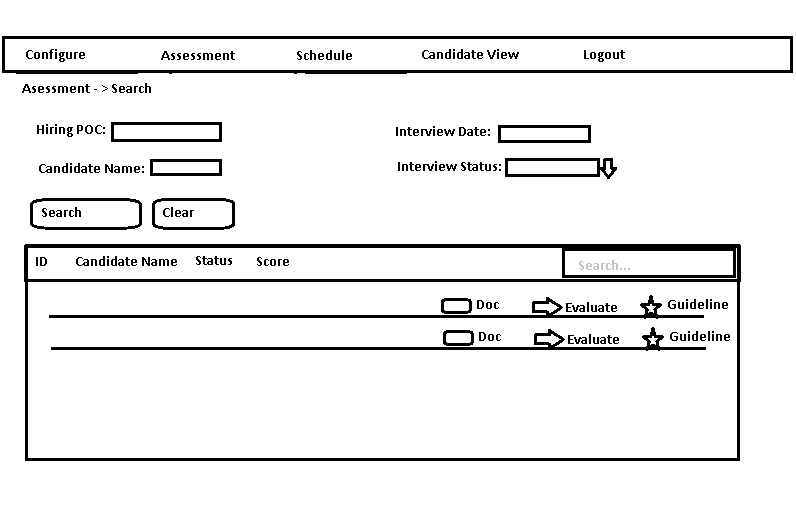 Configure Assessment Schedule Candidate View Logout
Asessment - > Search
Hiring POC: Interview Date:
Candidate Name: Interview Status:
Search Clear
ID Candidate Name Status Score Search...
Doc Evaluate Guideline
Doc Evaluate Guideline